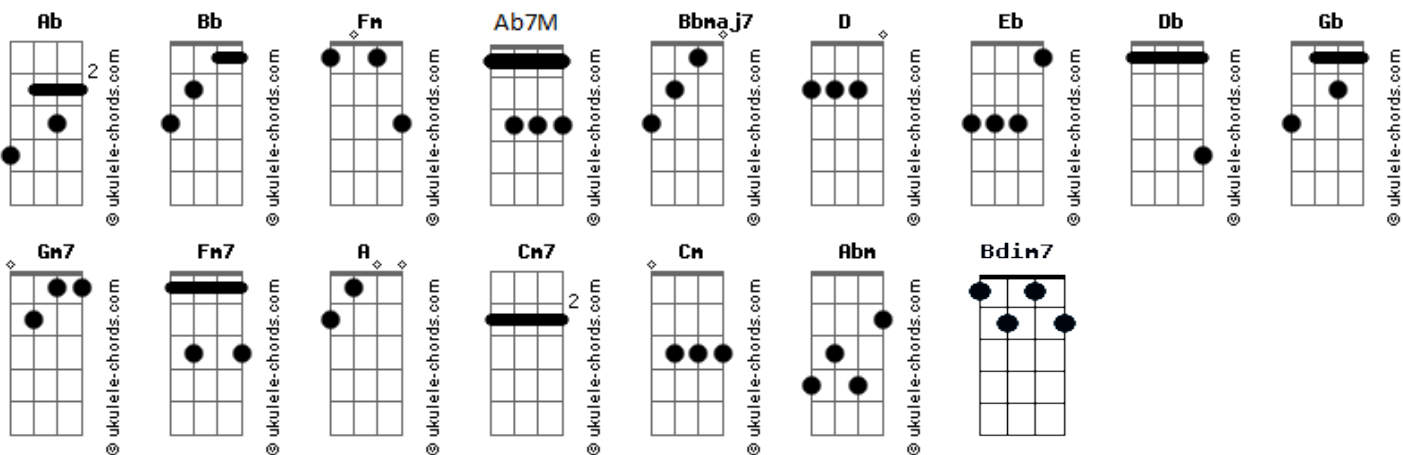 Ab Bb Fm Ab7M Bbmaj7 D Eb Db Gb
2
© ukulele-chords.com © ukulele-chords.com © ukulele-chords.com © ukulele-chords.com © ukulele-chords.com © ukulele-chords.com © ukulele-chords.com © ukulele-chords.com © ukulele-chords.com
Gm7 Fm7 A Cm7 Cm Abm Bdim7
2
© ukulele-chords.com © ukulele-chords.com © ukulele-chords.com © ukulele-chords.com © ukulele-chords.com © ukulele-chords.com